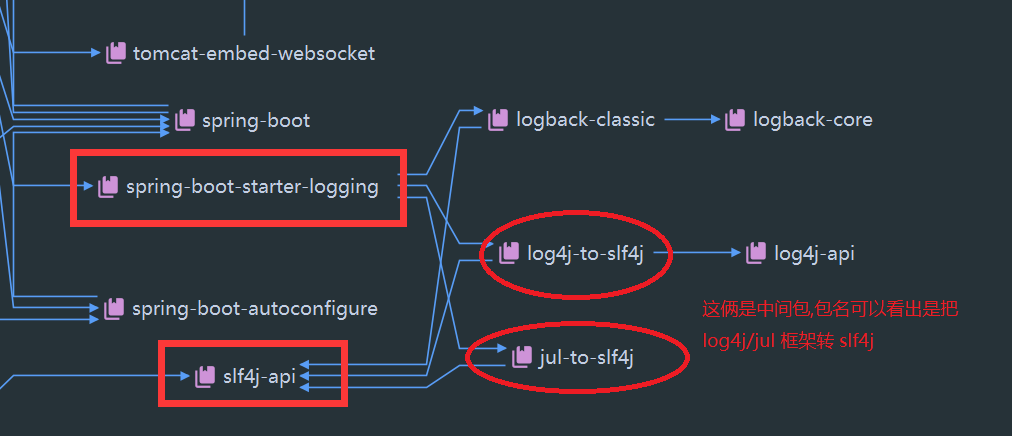 tomcat-embed-websocket
spring-boot
logback-classic
logback-core
spring-boot-starter-logging
log4j-to-slf4j
log4j-api
spring-boot-autoconfigure
这俩是中间包,包名可以看出是把
log4j/jul 框架转 slf4j
jul-to-slf4j
slf4j-api